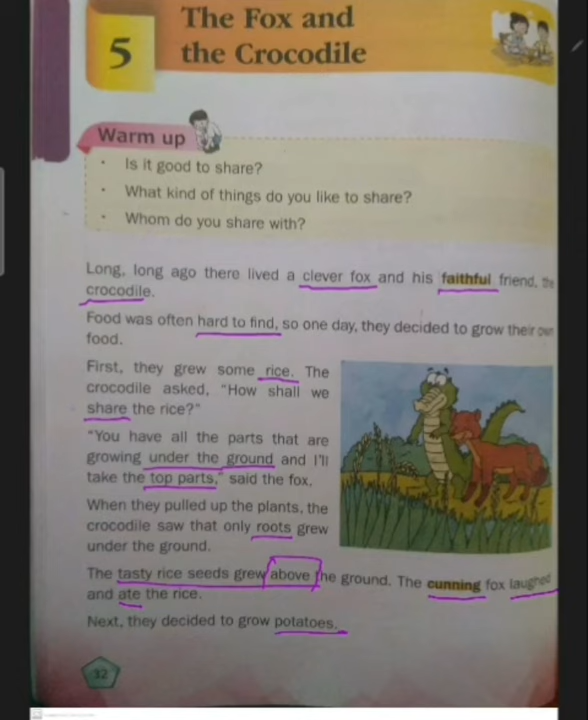 5
The Fox and
the Crocodile
Warm up
• Is it good to share?
• What kind of things do you like to share?
• Whom do you share with?
Long, long ago there lived a clever fox and his faithful friend, the
crocodile.
Food was often hard to find, so one day, they decided to grow their own
food.
First, they grew some rice. The
crocodile asked, "How shall we
share the rice?"
"You have all the parts that are
growing under the ground and I'll
take the top parts," said the fox.
When they pulled up the plants, the
crocodile saw that only roots grew
under the ground.
The tasty rice seeds grew above the ground. The cunning fox laughed
and ate the rice.
Next, they decided to grow potatoes.
32